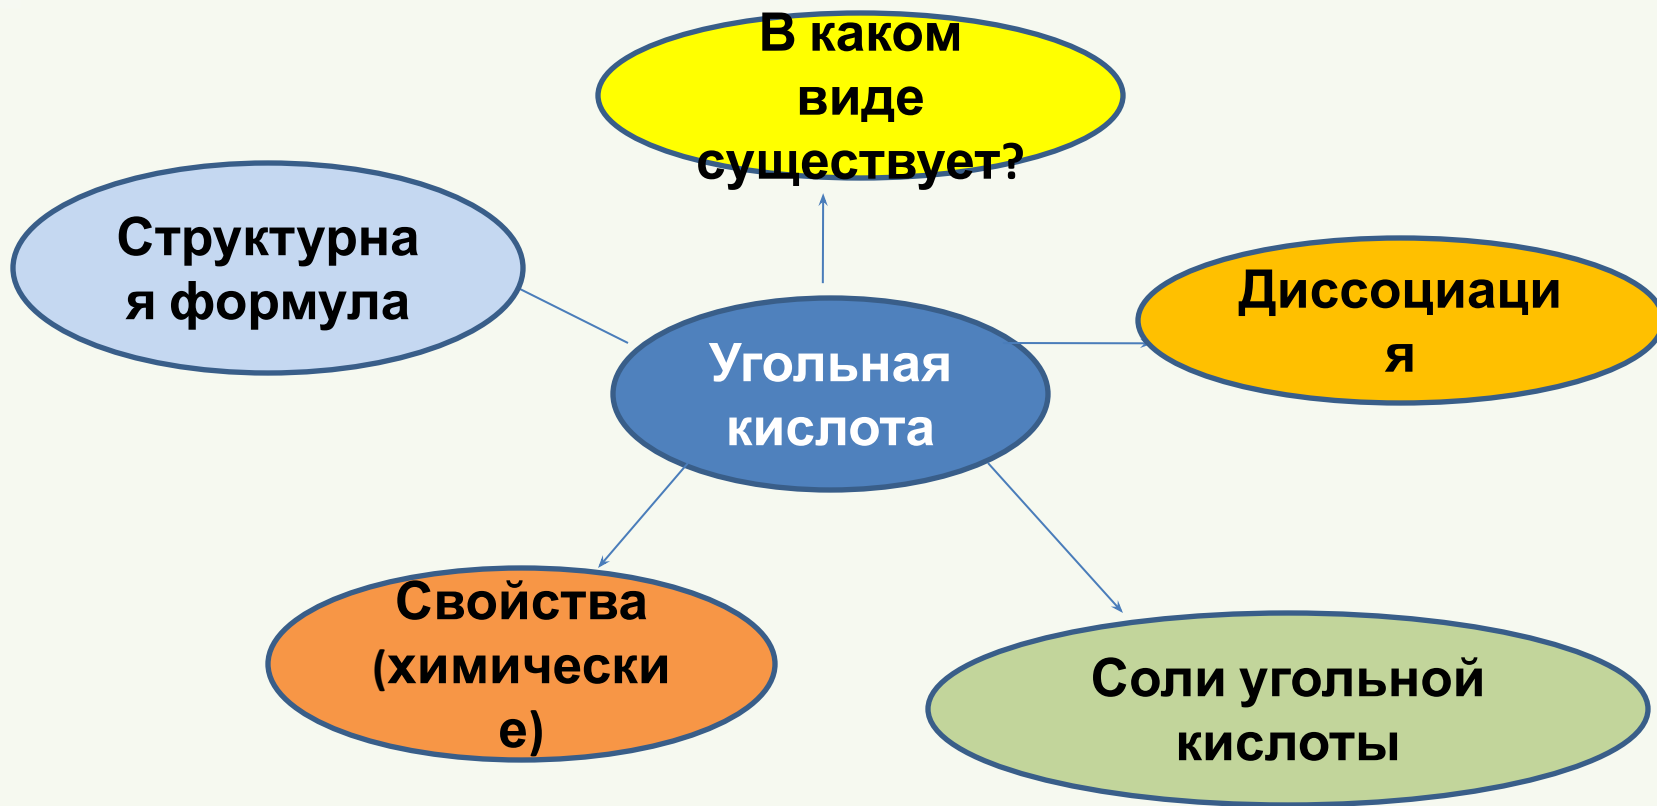 В каком
виде
существует?
Структурна
я формула
Диссоциаци
я
Угольная
кислота
Свойства
(химически
е)
Соли угольной
кислоты